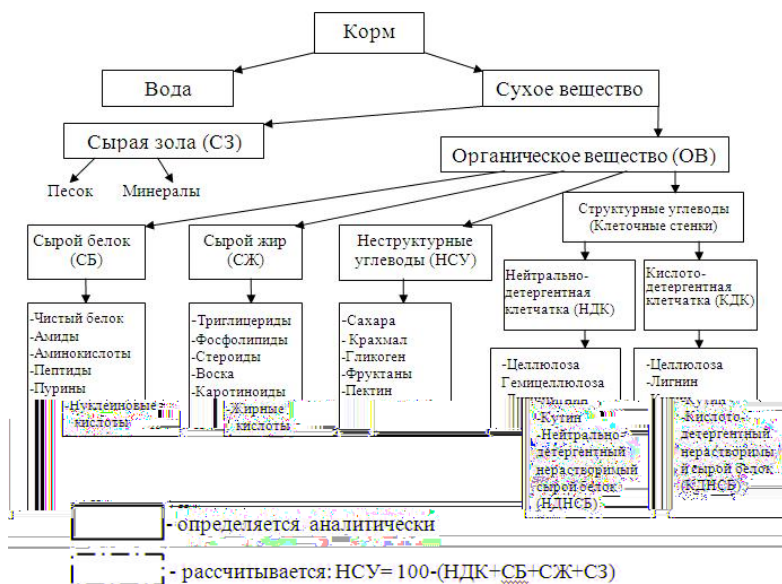 Корм
Вода
Сухое вещество
Сырая зола (СЗ)
Органическое вещество (ОВ)
Песок
Минералы
Структурные углеводы
(Клеточные стенки)
Сырой белок
(СБ)
Сырой жир
(СЖ)
Неструктурные
углеводы (НСУ)
Нейтрально-
детергентная
клетчатка (НДК)
Кислото-
детергентная
клетчатка (КДК)
-Чистый белок
-Амиды
-Аминокислоты
-Пептиды
-Пурины
-Нуклеиновые
кислоты
-Триглицериды
-Фосфолипиды
-Стероиды
-Воска
-Каротиноиды
-Жирные
кислоты
-Сахара
- Крахмал
-Гликоген
-Фруктаны
-Пектин
-Целлюлоза
Гемицеллюлоза
-Кутин
-Нейтрально-
детергентный
нерастворимый
сырой белок
(НДНСБ)
-Целлюлоза
-Лигнин
-Кислото-
детергентный
нерастворимы
й сырой белок
(КДНСБ)
- определяется аналитически
- рассчитывается: НСУ= 100-(НДК+СБ+СЖ+СЗ)